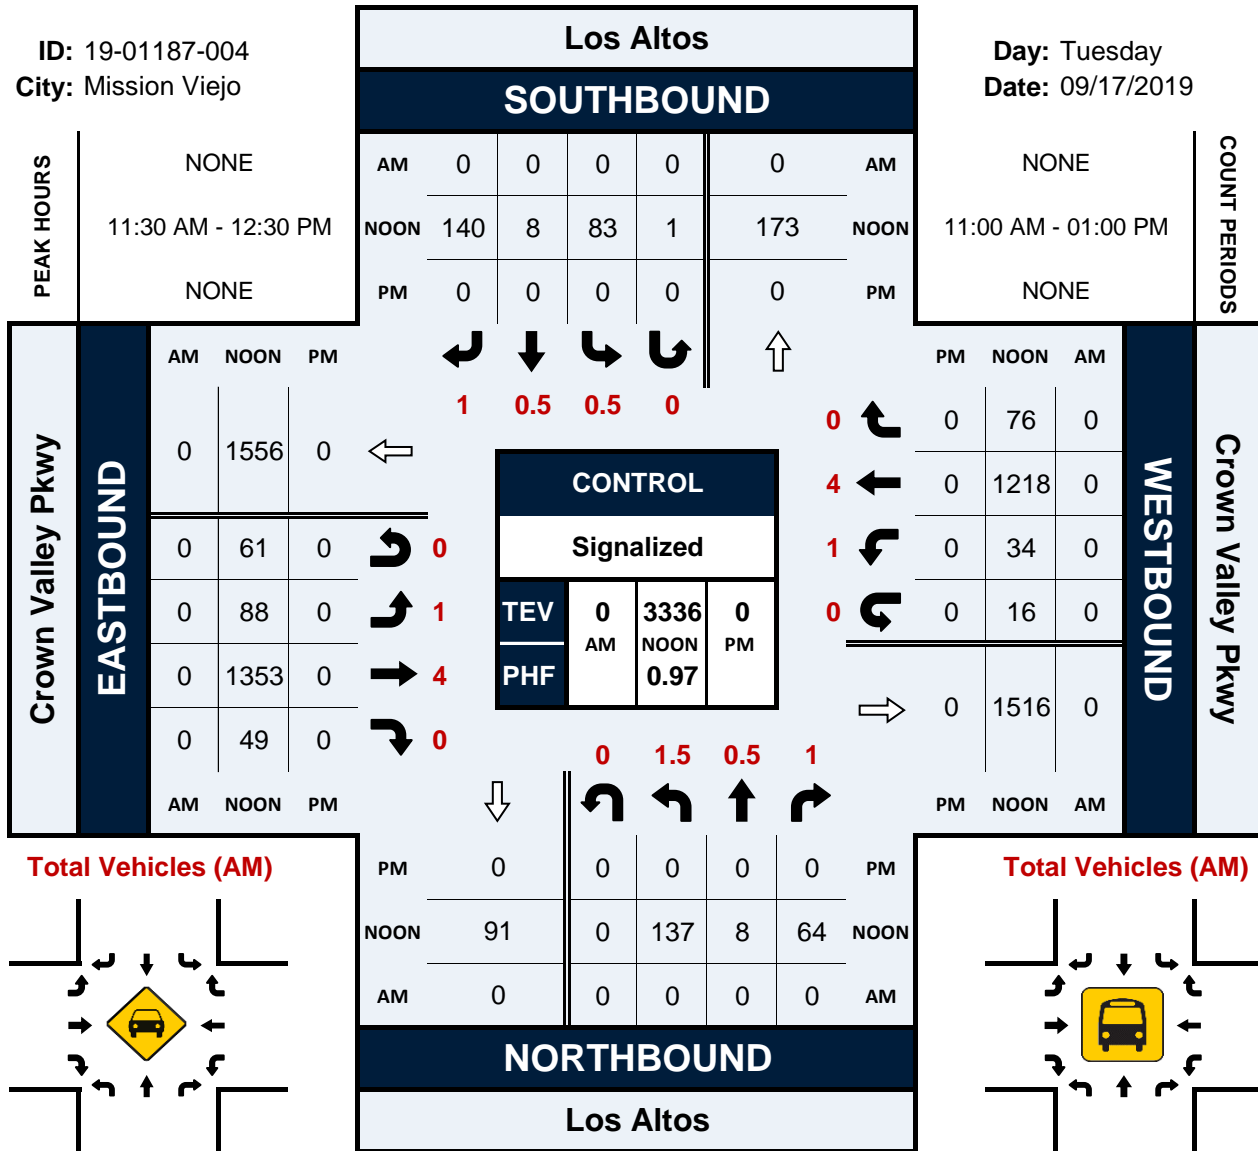 Los Altos
ID: 19-01187-004
Day: Tuesday
City: Mission Viejo
Date: 09/17/2019
SOUTHBOUND
PEAK HOURS
NONE
AM 0 0 0 0 0 AM
NONE
COUNT PERIODS
11:30 AM - 12:30 PM
NOON 140 8 83 1 173 NOON
11:00 AM - 01:00 PM
NONE
PM 0 0 0 0 0 PM
NONE
AM NOON PM
PM NOON AM
1 0.5 0.5 0
Crown Valley Pkwy
EASTBOUND
0 1556 0
0 61 0 0
0 88 0 1
0 1353 0 4
0 49 0 0
AM NOON PM
CONTROL
Signalized
TEV 0 3336 0
AM NOON PM
PHF 0.97
0 0 76 0
4 0 1218 0
1 0 34 0
0 0 16 0
0 1516 0
PM NOON AM
WESTBOUND
Crown Valley Pkwy
0 1.5 0.5 1
Total Vehicles (AM)
PM 0 0 0 0 0 PM
Total Vehicles (AM)
NOON 91 0 137 8 64 NOON
AM 0 0 0 0 0 AM
NORTHBOUND
Los Altos